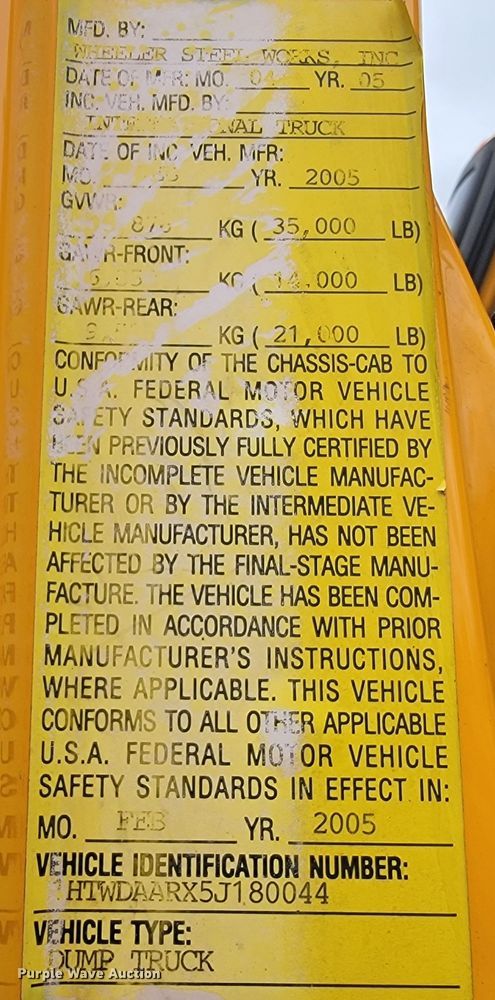 MFD. BY:
WHEELER STEEL WORKS, INC
DATE OF MFR: MO. 04 YR. 05
INC. VEH. MFD. BY:
TRUCK
DATE OF INC VEH. MFR:
MO. YR. 2005
GVWR:
KG ( 35,000 LB)
GAWR-FRONT:
KG ( 14,000 LB)
GAWR-REAR:
KG ( 21,000 LB)
CONFORMITY OF THE CHASSIS-CAB TO
U.S.A. FEDERAL MOTOR VEHICLE
SAFETY STANDARDS, WHICH HAVE
BEEN PREVIOUSLY FULLY CERTIFIED BY
THE INCOMPLETE VEHICLE MANUFAC-
TURER OR BY THE INTERMEDIATE VE-
HICLE MANUFACTURER, HAS NOT BEEN
AFFECTED BY THE FINAL-STAGE MANU-
FACTURE. THE VEHICLE HAS BEEN COM-
PLETED IN ACCORDANCE WITH PRIOR
MANUFACTURER'S INSTRUCTIONS,
WHERE APPLICABLE. THIS VEHICLE
CONFORMS TO ALL OTHER APPLICABLE
U.S.A. FEDERAL MOTOR VEHICLE
SAFETY STANDARDS IN EFFECT IN:
MO. FEB YR. 2005
VEHICLE IDENTIFICATION NUMBER:
HTWDAARX5J180044
VEHICLE TYPE:
DUMP TRUCK
Purple Wave Auction